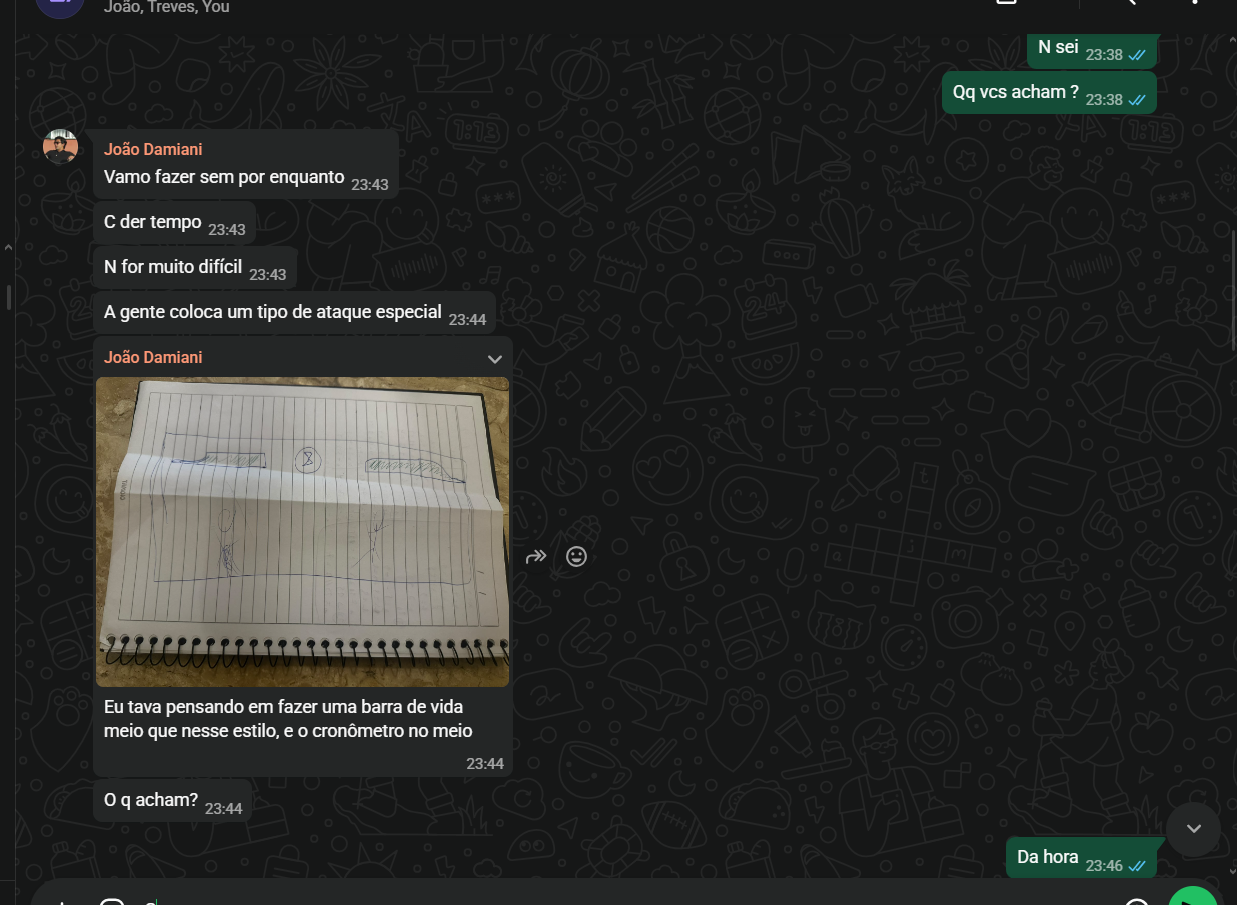 João, Treves, You
N sei 23:38
Qq vcs acham ? 23:38
João Damiani
Vamo fazer sem por enquanto 23:43
C der tempo 23:43
N for muito difícil 23:43
A gente coloca um tipo de ataque especial 23:44
João Damiani
Eu tava pensando em fazer uma barra de vida
meio que nesse estilo, e o cronômetro no meio
23:44
O q acham? 23:44
Da hora 23:46